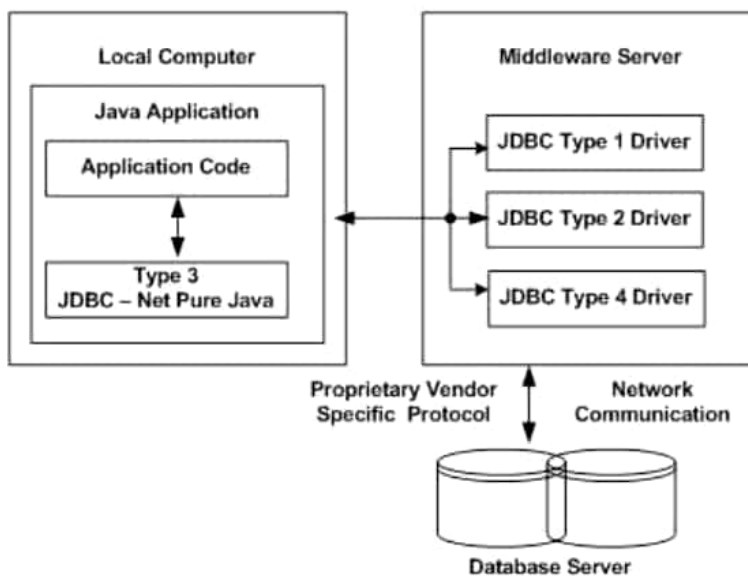 Local Computer
Java Application
Application Code
Type 3
JDBC – Net Pure Java
Middleware Server
JDBC Type 1 Driver
JDBC Type 2 Driver
JDBC Type 4 Driver
Proprietary Vendor
Specific Protocol
Network
Communication
Database Server